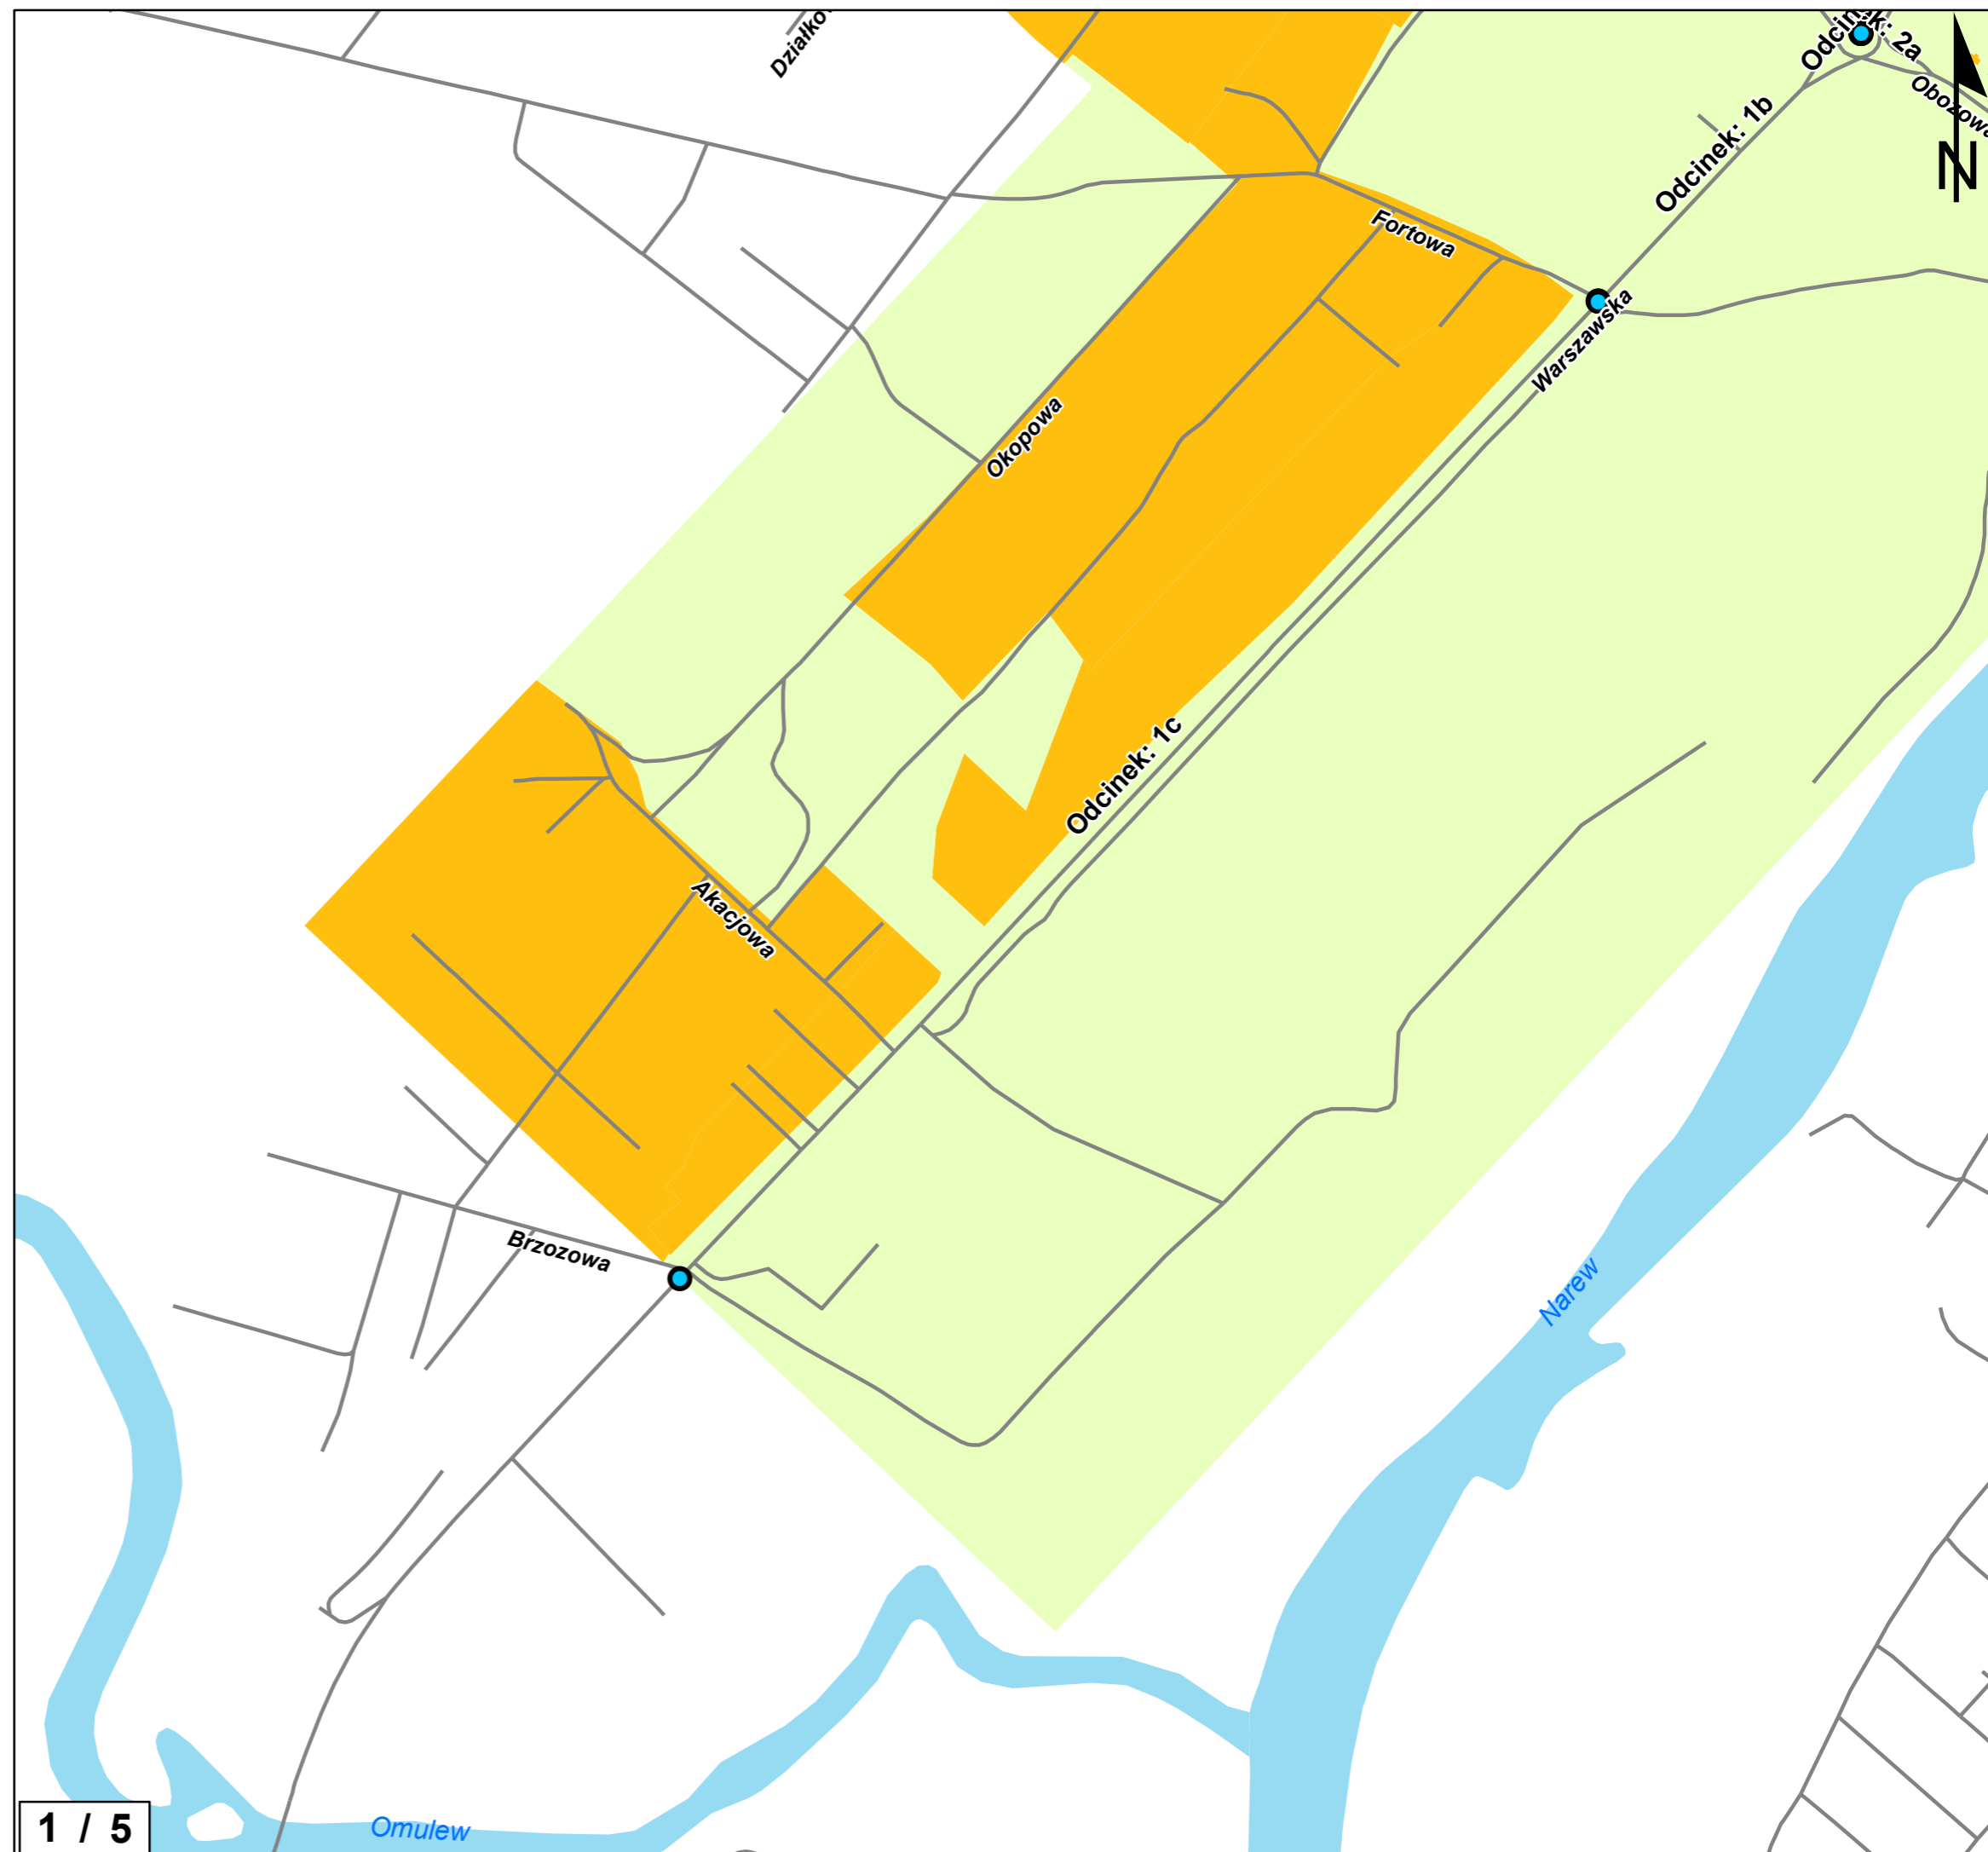 Działko
Odcinek: 2a
Obozowa
Odcinek: 1b
N
Fortowa
Warszawska
Okopowa
Odcinek: 1c
Akacjowa
Brzozowa
Narew
Omulew
1 / 5